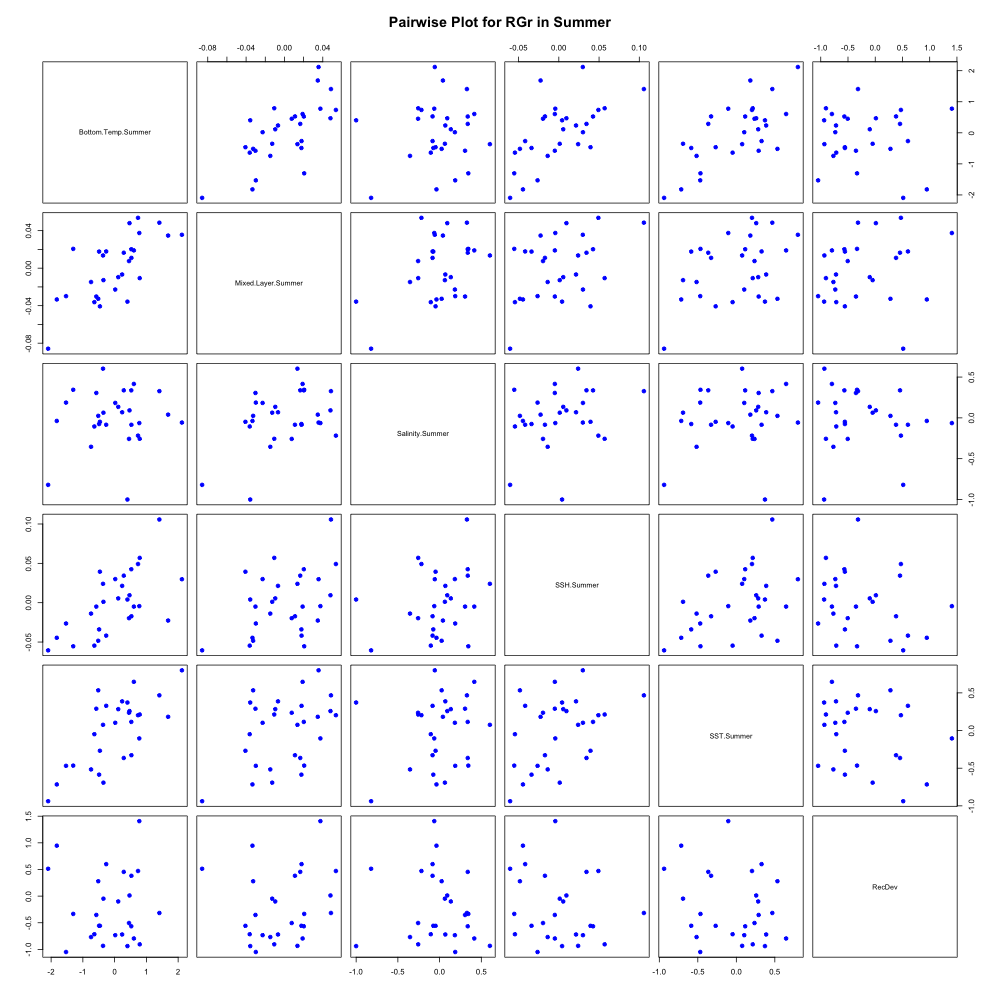 Pairwise Plot for RGr in Summer
-0.08 -0.04 0.00 0.04
-0.05 0.00 0.05 0.10
-1.0 -0.5 0.0 0.5 1.0 1.5
Bottom.Temp.Summer
-2 -1 0 1 2
-0.08 -0.04 0.00 0.04
Mixed.Layer.Summer
Salinity.Summer
-1.0 -0.5 0.0 0.5
-0.05 0.00 0.05 0.10
SSH.Summer
SST.Summer
-1.0 -0.5 0.0 0.5
-1.0 -0.5 0.0 0.5 1.0 1.5
RecDev
-2 -1 0 1 2
-1.0 -0.5 0.0 0.5
-1.0 -0.5 0.0 0.5